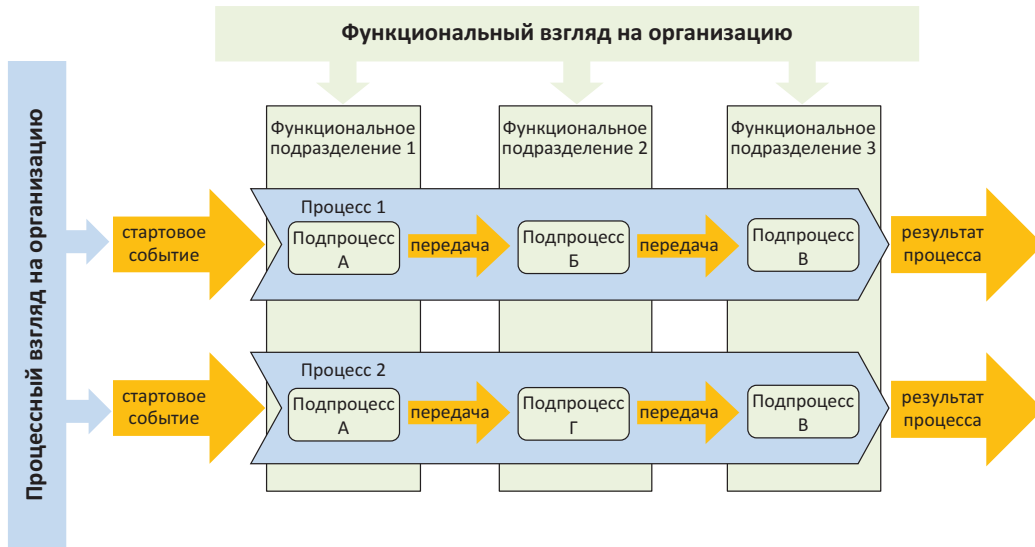 Функциональный взгляд на организацию
Процессный взгляд на организацию
Функциональное
подразделение 1
Функциональное
подразделение 2
Функциональное
подразделение 3
Процесс 1
стартовое
событие
Подпроцесс
А
передача
Подпроцесс
Б
передача
Подпроцесс
В
результат
процесса
Процесс 2
стартовое
событие
Подпроцесс
А
передача
Подпроцесс
Г
передача
Подпроцесс
В
результат
процесса